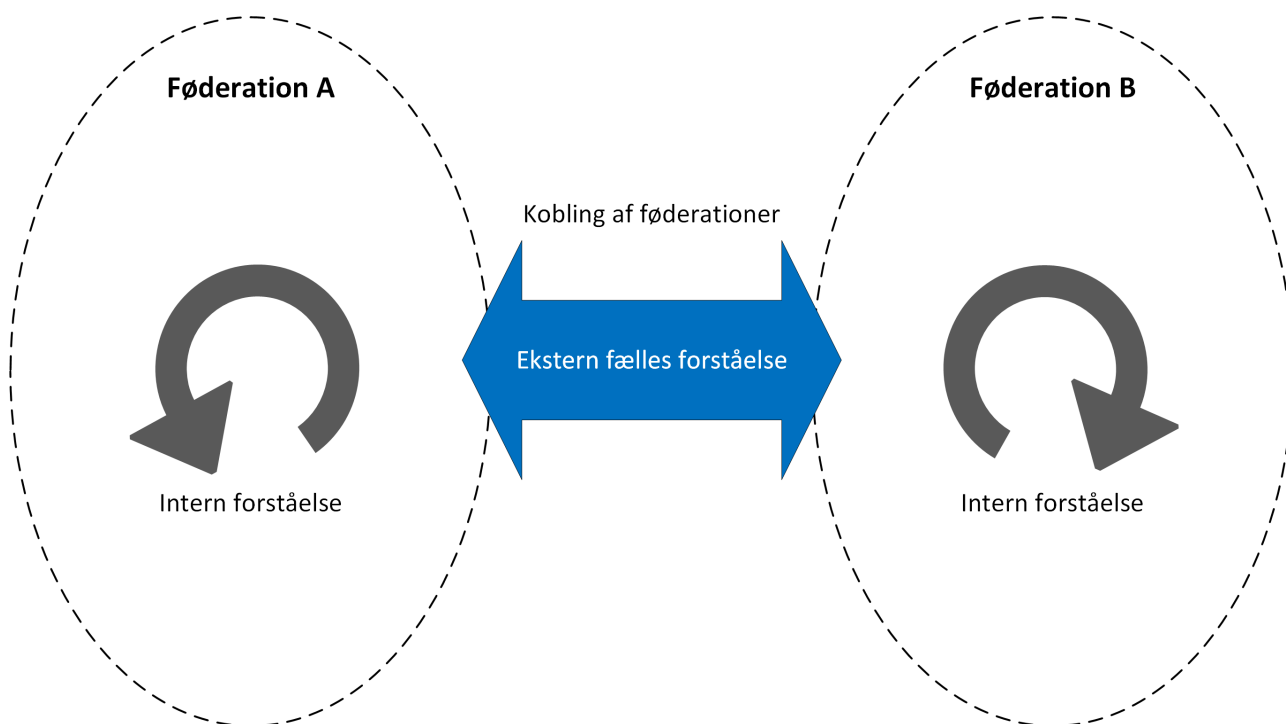 Føderation A
Føderation B
Kobling af føderationer
Ekstern fælles forståelse
Intern forståelse
Intern forståelse